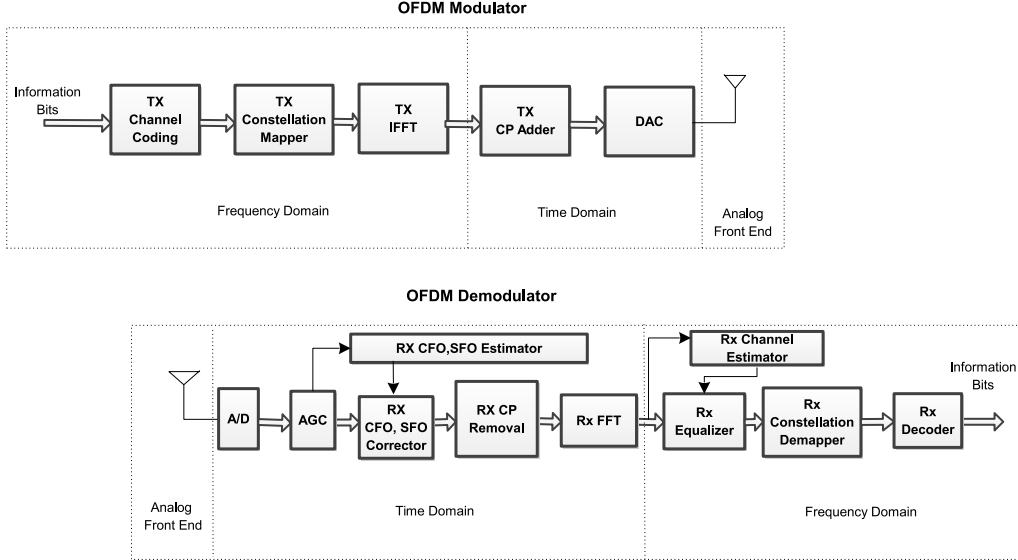 OFDM Modulator
Information
Bits
TX
Channel
Coding
TX
Constellation
Mapper
TX
IFFT
TX
CP Adder
DAC
Frequency Domain
Time Domain
Analog
Front End
OFDM Demodulator
RX CFO,SFO Estimator
Rx Channel
Estimator
Information
Bits
A/D
AGC
RX
CFO, SFO
Corrector
RX CP
Removal
Rx FFT
Rx
Equalizer
Rx
Constellation
Demapper
Rx
Decoder
Analog
Front End
Time Domain
Frequency Domain